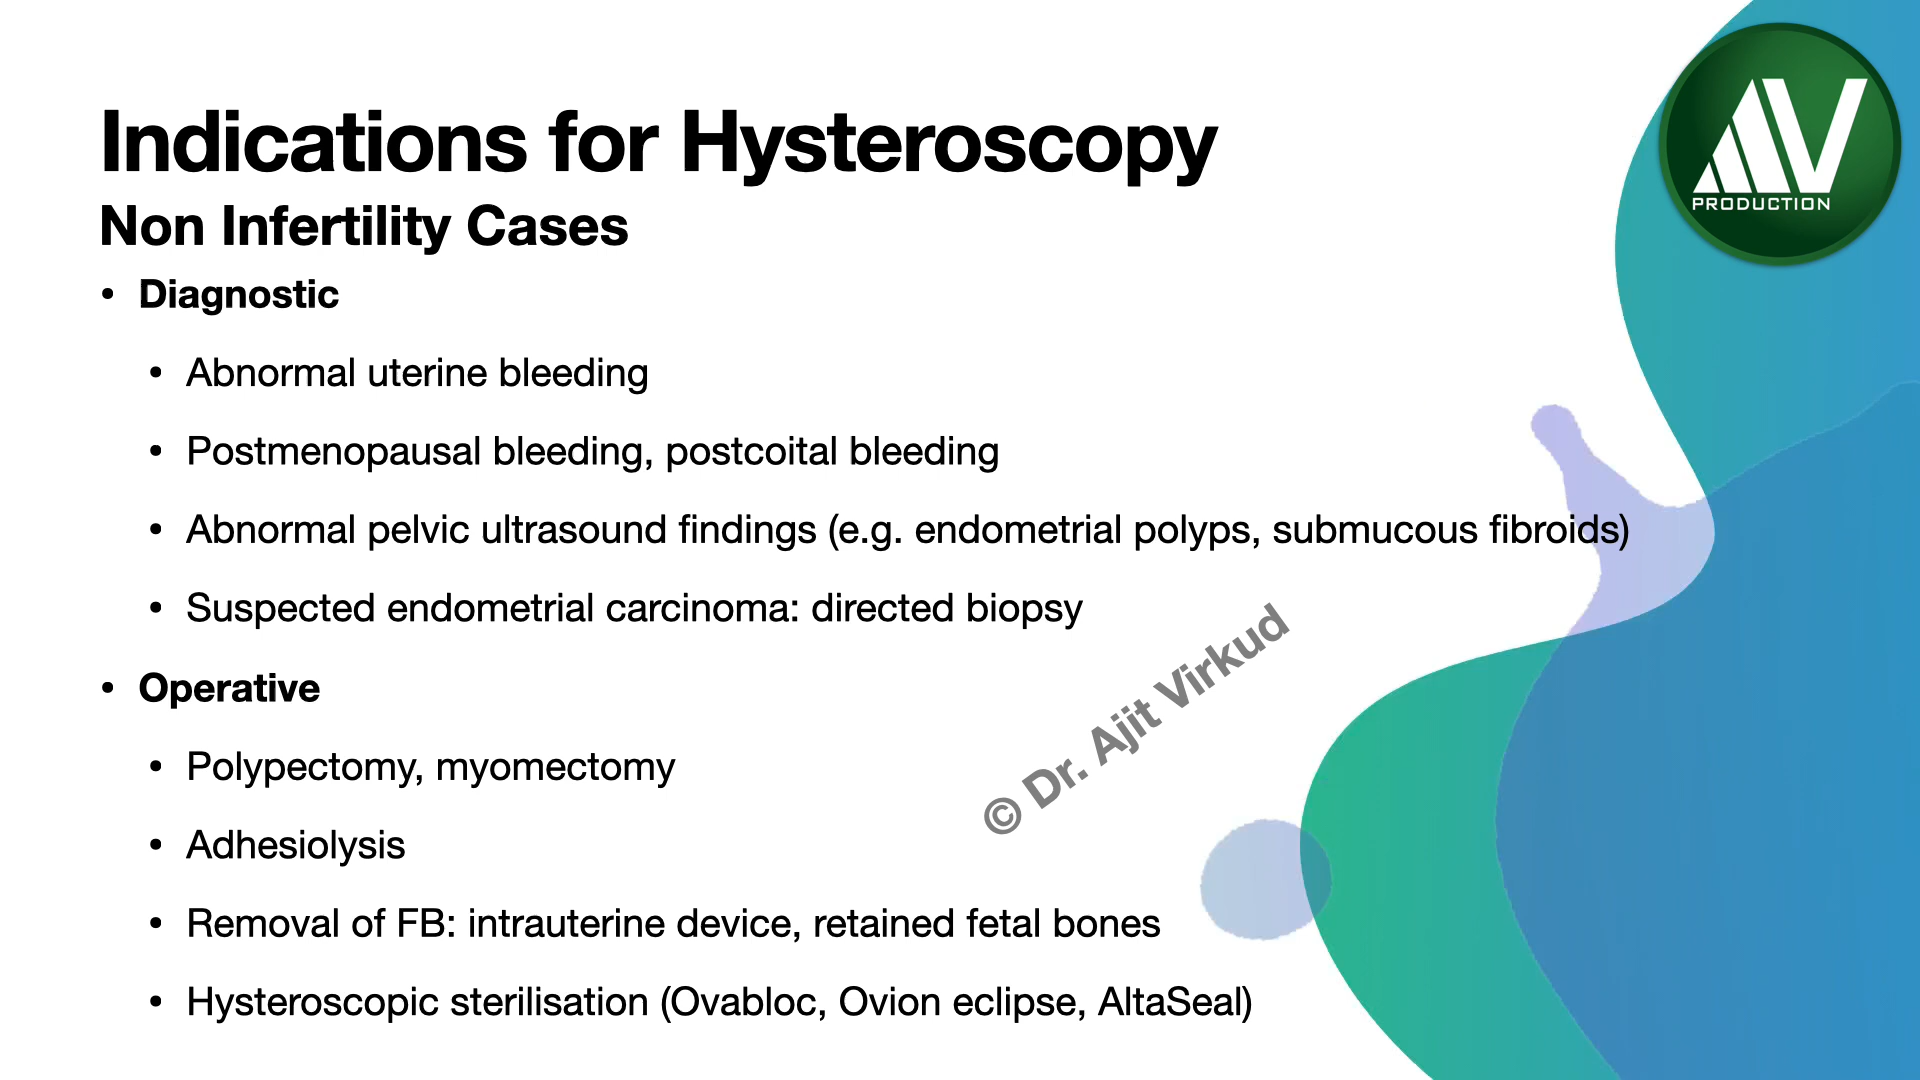 Indications for Hysteroscopy
Non Infertility Cases
• Diagnostic
• Abnormal uterine bleeding
• Postmenopausal bleeding, postcoital bleeding
• Abnormal pelvic ultrasound findings (e.g. endometrial polyps, submucous fibroids)
• Suspected endometrial carcinoma: directed biopsy
• Operative
• Polypectomy, myomectomy
• Adhesiolysis
• Removal of FB: intrauterine device, retained fetal bones
• Hysteroscopic sterilisation (Ovabloc, Ovion eclipse, AltaSeal)
© Dr. Ajit Virkud
AV
PRODUCTION